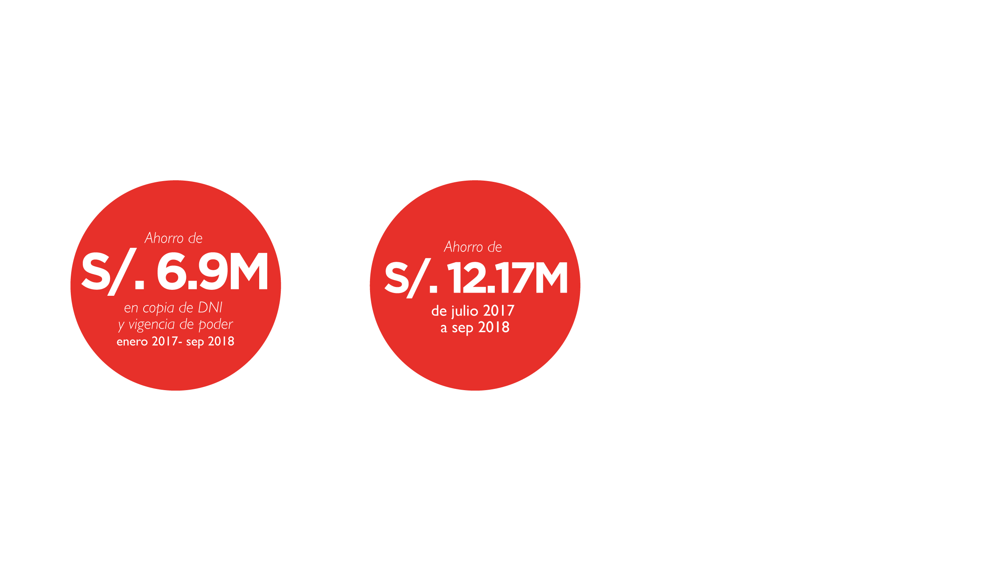 Ahorro de
S/. 6.9M
en copia de DNI
y vigencia de poder
enero 2017- sep 2018
Ahorro de
S/. 12.17M
de julio 2017
a sep 2018